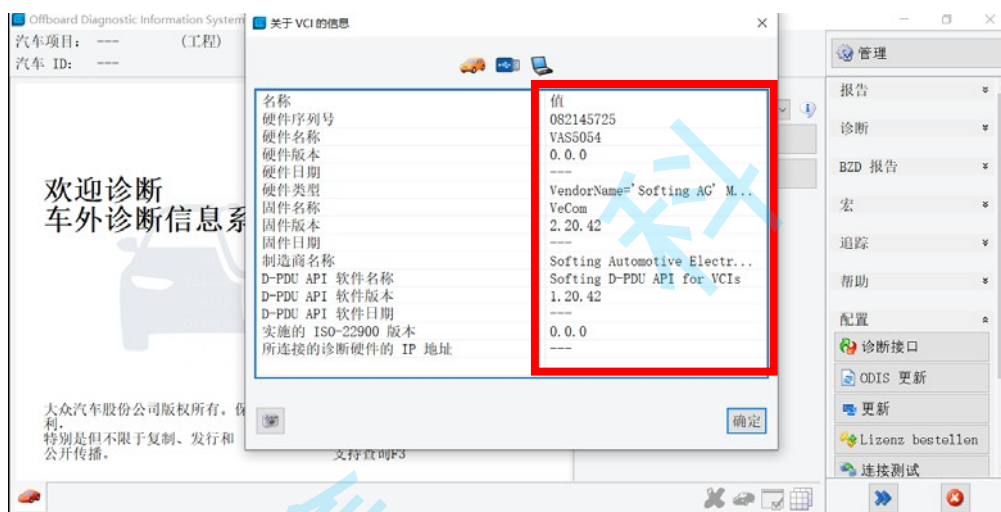 Offboard Diagnostic Information System
汽车项目： --- (工程)
汽车 ID： ---
欢迎诊断
车外诊断信息系
大众汽车股份公司版权所有。保
利.
特别是但不限于复制、发行和
公开传播。
支持查询F3
关于 VCI 的信息
名称 值
硬件序列号 082145725
硬件名称 VAS5054
硬件版本 0.0.0
硬件日期 ---
硬件类型 VendorName='Softing AG' M...
固件名称 VeCom
固件版本 2.20.42
固件日期 ---
制造商名称 Softing Automotive Electr...
D-PDU API 软件名称 Softing D-PDU API for VCIs
D-PDU API 软件版本 1.20.42
D-PDU API 软件日期 ---
实施的 ISO-22900 版本 0.0.0
所连接的诊断硬件的 IP 地址 ---
确定
管理
报告
诊断
BZD 报告
宏
追踪
帮助
配置
诊断接口
ODIS 更新
更新
Lizenz bestellen
连接测试
科